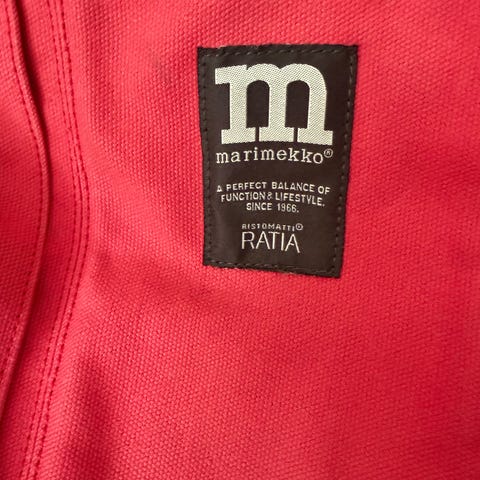 m
marimekko®
A PERFECT BALANCE OF
FUNCTION & LIFESTYLE.
SINCE 1966.
RISTOMATTI®
RATIA